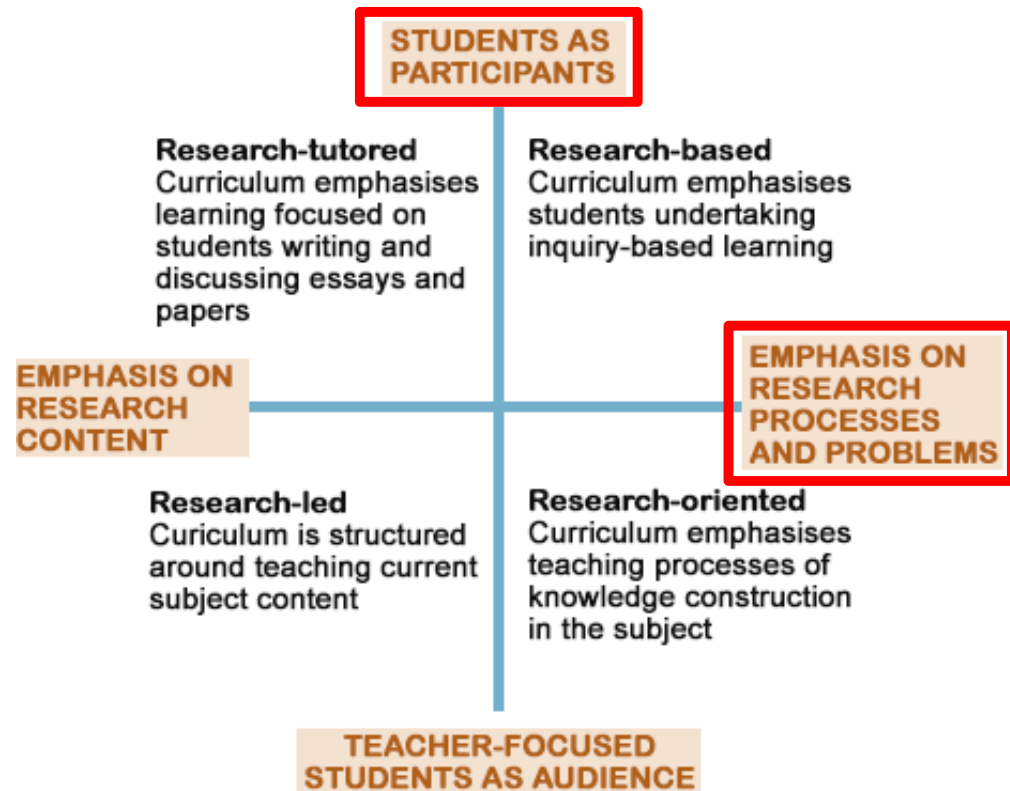 STUDENTS AS
PARTICIPANTS
Research-tutored
Curriculum emphasises
learning focused on
students writing and
discussing essays and
papers
Research-based
Curriculum emphasises
students undertaking
inquiry-based learning
EMPHASIS ON
RESEARCH
CONTENT
EMPHASIS ON
RESEARCH
PROCESSES
AND PROBLEMS
Research-led
Curiculum is structured
around teaching current
subject content
Research-oriented
Curriculum emphasises
teaching processes of
knowledge construction
in the subject
TEACHER-FOCUSED
STUDENTS AS AUDIENCE